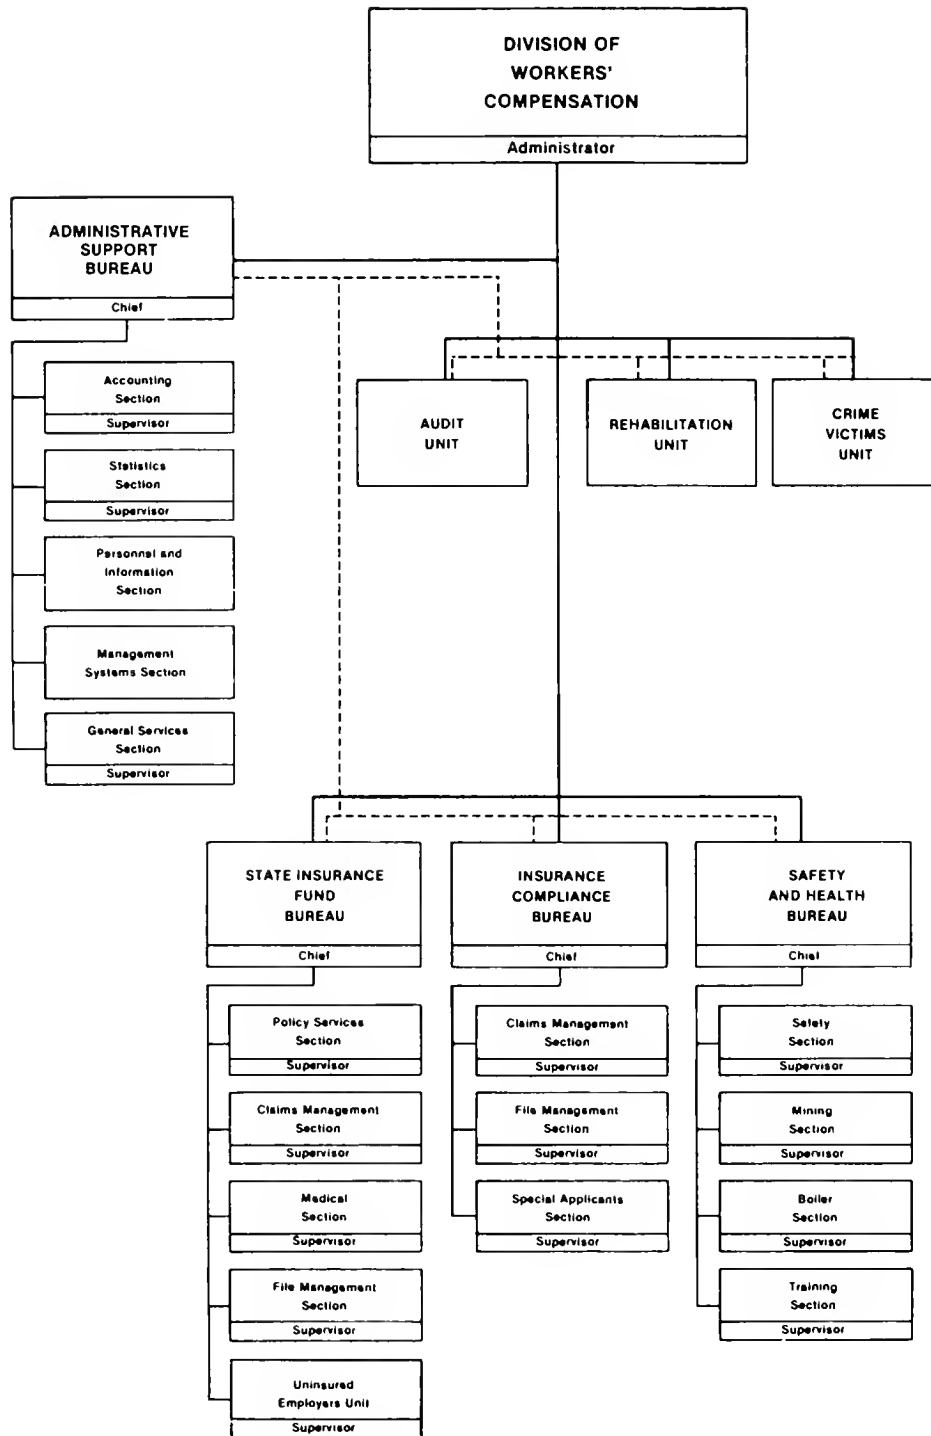 DIVISION OF
WORKERS'
COMPENSATION
Administrator
ADMINISTRATIVE
SUPPORT
BUREAU
Chief
Accounting
Section
Supervisor
Statistics
Section
Supervisor
Personnel and
Information
Section
Management
Systems Section
General Services
Section
Supervisor
AUDIT
UNIT
REHABILITATION
UNIT
CRIME
VICTIMS
UNIT
STATE INSURANCE
FUND
BUREAU
Chief
Policy Services
Section
Supervisor
Claims Management
Section
Supervisor
Medical
Section
Supervisor
File Management
Section
Supervisor
Uninsured
Employers Unit
Supervisor
INSURANCE
COMPLIANCE
BUREAU
Chief
Claims Management
Section
Supervisor
File Management
Section
Supervisor
Special Applicants
Section
Supervisor
SAFETY
AND HEALTH
BUREAU
Chief
Safety
Section
Supervisor
Mining
Section
Supervisor
Boiler
Section
Supervisor
Training
Section
Supervisor